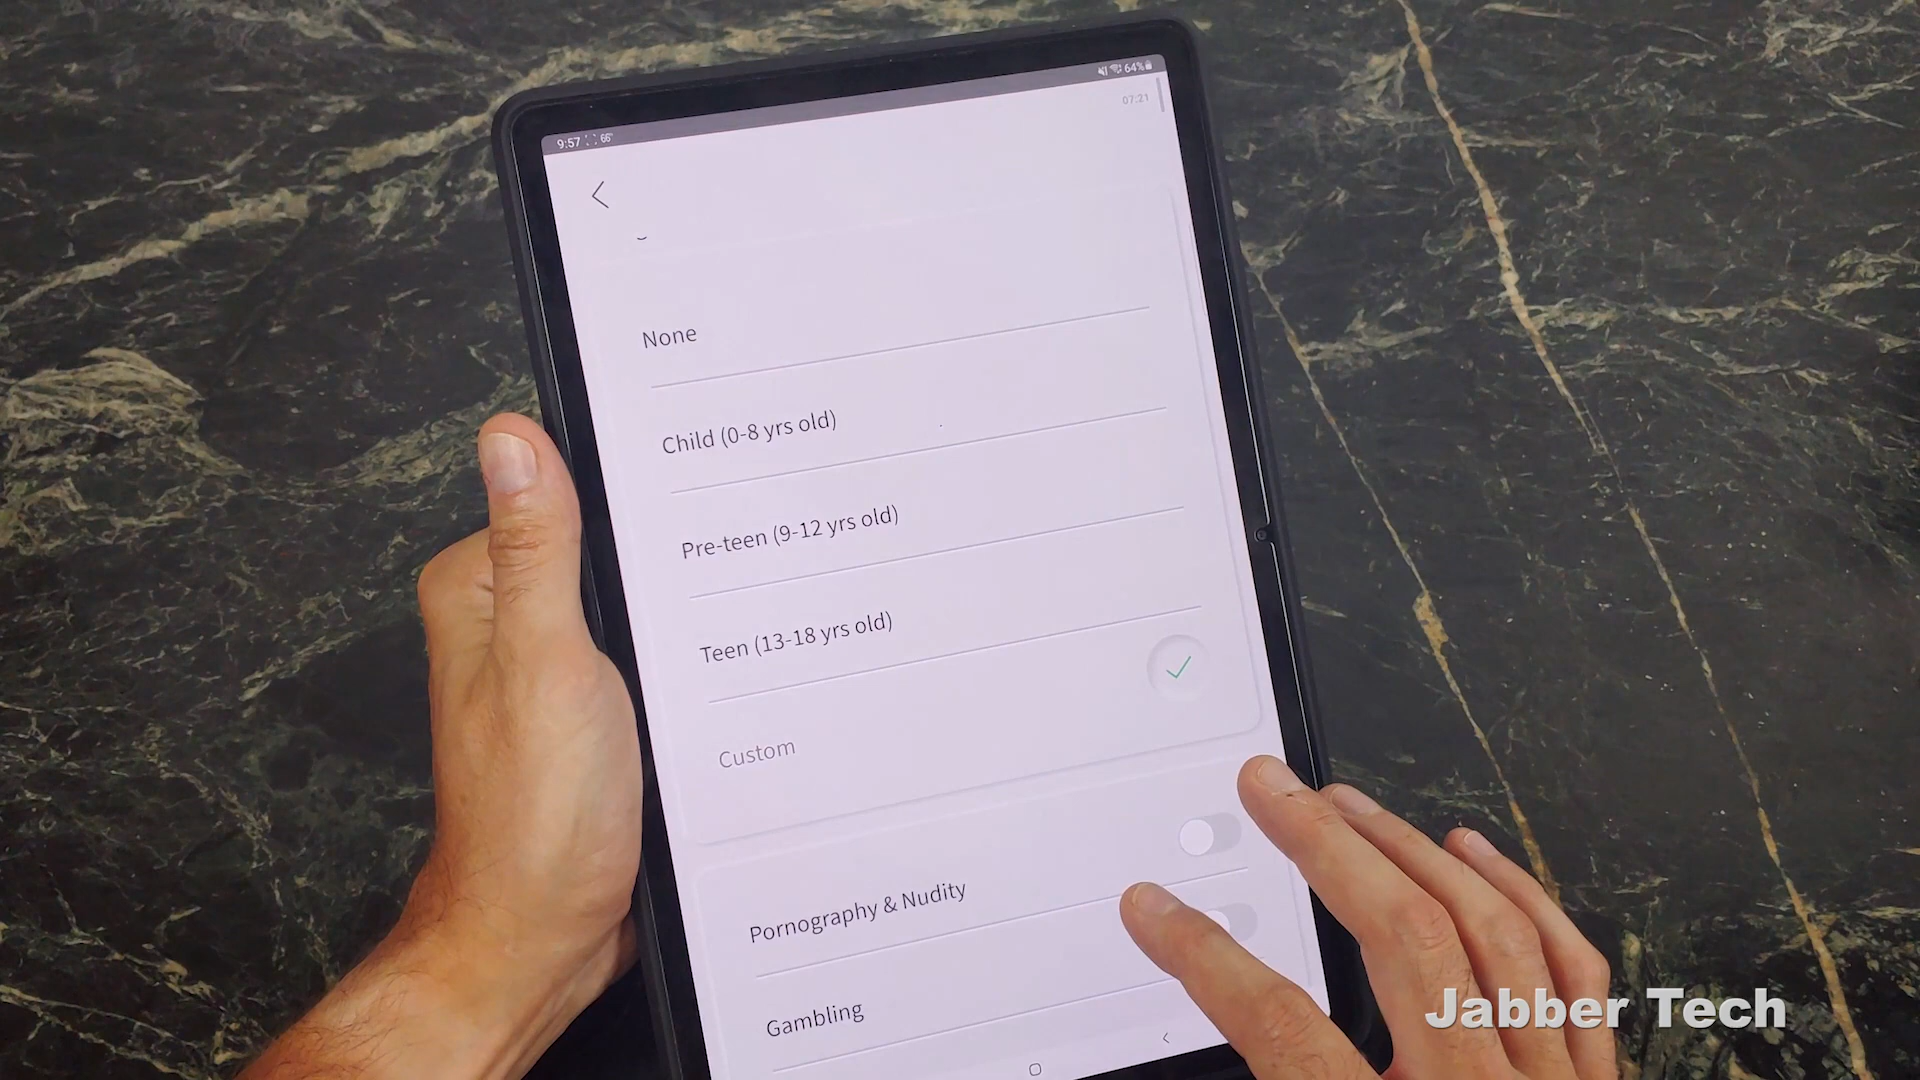 9:57 66°
64%
07:21
None
Child (0-8 yrs old)
Pre-teen (9-12 yrs old)
Teen (13-18 yrs old)
Custom
Pornography & Nudity
Gambling
Jabber Tech